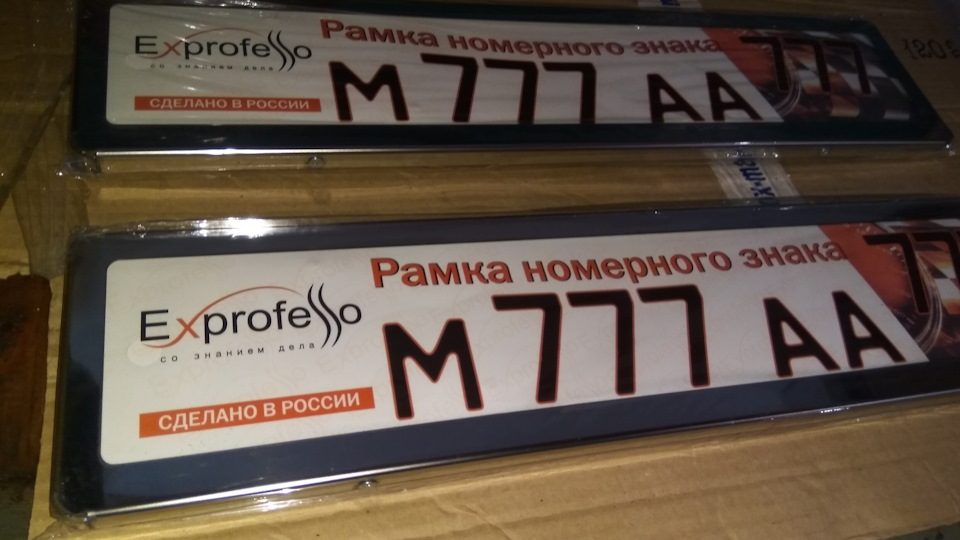 Exprofesso
со знанием дела
СДЕЛАНО В РОССИИ
Рамка номерного знака
М 777 АА 777
Exprofesso
со знанием дела
СДЕЛАНО В РОССИИ
Рамка номерного знака
М 777 АА 77